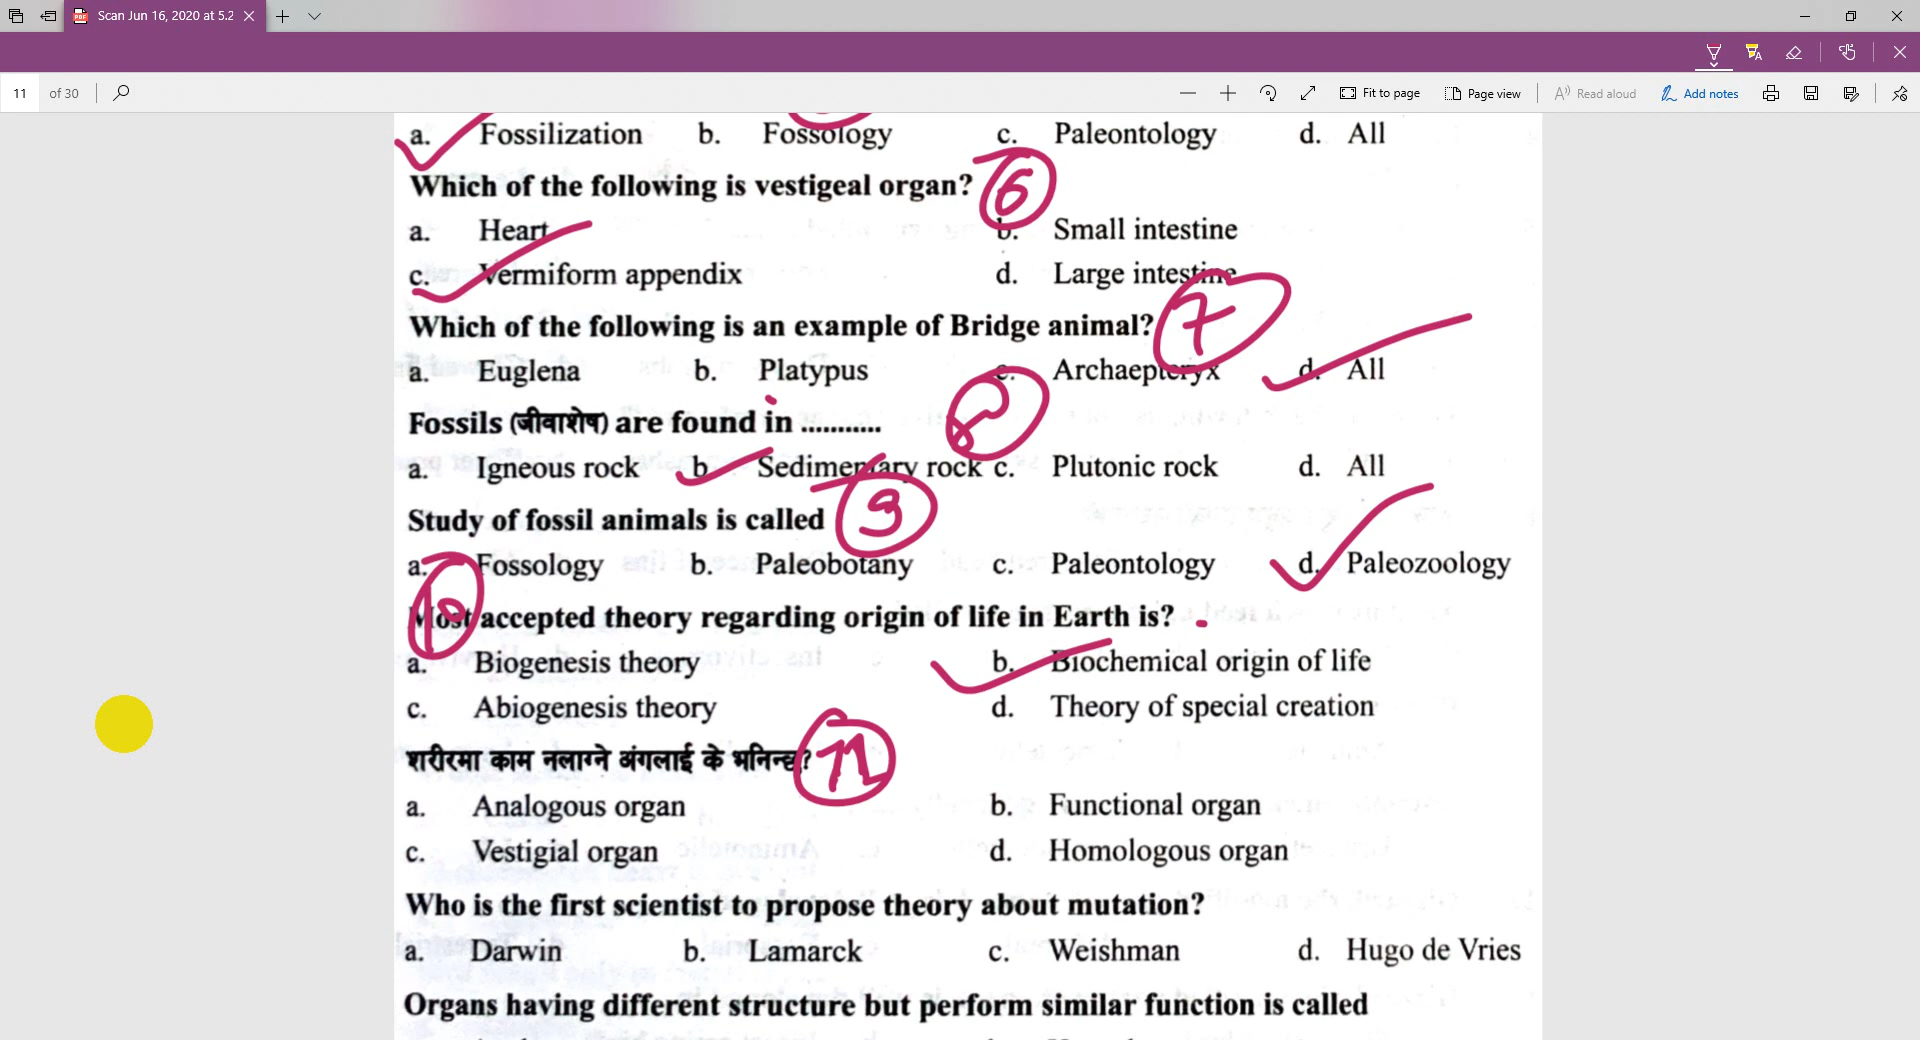 Scan Jun 16, 2020 at 5.2
11 of 30 Fit to page Page view Read aloud Add notes
a. Fossilization b. Fossology c. Paleontology d. All
Which of the following is vestigeal organ? 6
a. Heart b. Small intestine
c. Vermiform appendix d. Large intestine
Which of the following is an example of Bridge animal? 7
a. Euglena b. Platypus c. Archaepteryx d. All
Fossils (जीवाशेष) are found in ...........
a. Igneous rock b. Sedimentary rock c. Plutonic rock d. All
Study of fossil animals is called
a. Fossology b. Paleobotany c. Paleontology d. Paleozoology
10 Most accepted theory regarding origin of life in Earth is?
a. Biogenesis theory b. Biochemical origin of life
c. Abiogenesis theory d. Theory of special creation
शरीरमा काम नलाग्ने अंगलाई के भनिन्छ? 11
a. Analogous organ b. Functional organ
c. Vestigial organ d. Homologous organ
Who is the first scientist to propose theory about mutation?
a. Darwin b. Lamarck c. Weishman d. Hugo de Vries
Organs having different structure but perform similar function is called